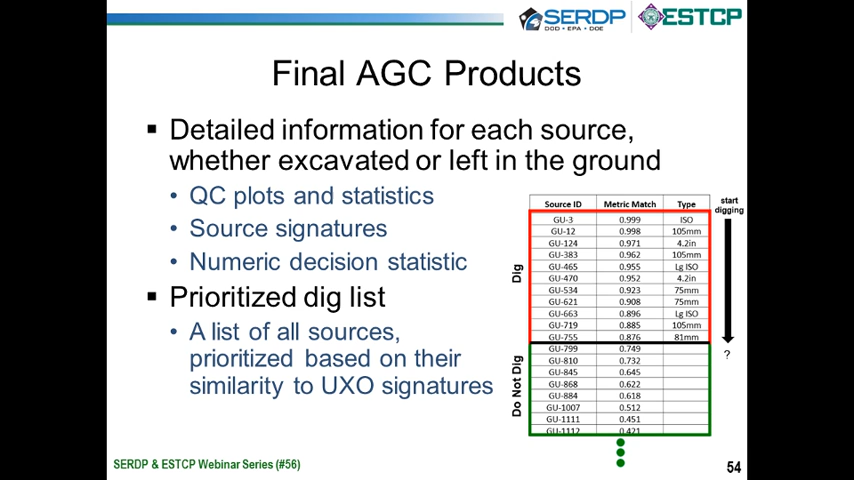 SERDP
DOD • EPA • DOE
ESTCP
Final AGC Products
▪ Detailed information for each source,
whether excavated or left in the ground
• QC plots and statistics
• Source signatures
• Numeric decision statistic
▪ Prioritized dig list
• A list of all sources,
prioritized based on their
similarity to UXO signatures
Source ID Metric Match Type
GU-3 0.999 ISO
GU-12 0.998 105mm
GU-124 0.971 4.2in
GU-383 0.962 105mm
GU-465 0.955 Lg ISO
GU-470 0.952 4.2in
GU-534 0.923 75mm
GU-621 0.908 75mm
GU-663 0.896 Lg ISO
GU-719 0.885 105mm
GU-755 0.876 81mm
GU-799 0.749
GU-810 0.732
GU-845 0.645
GU-868 0.622
GU-884 0.618
GU-1007 0.512
GU-1111 0.451
GU-1112 0.421
Dig
Do Not Dig
start
digging
?
SERDP & ESTCP Webinar Series (#56)
54